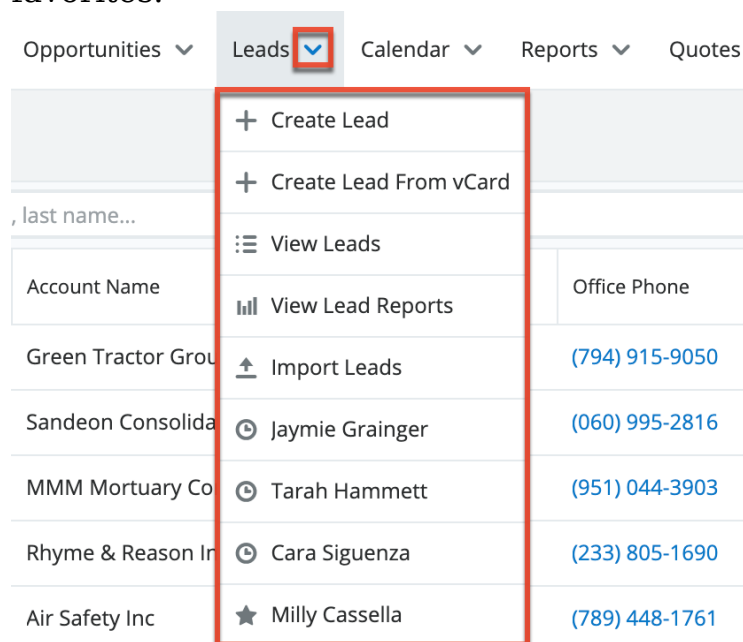 favorites.
Opportunities Leads Calendar Reports Quotes
Create Lead
Create Lead From vCard
, last name...
View Leads
Account Name
Office Phone
View Lead Reports
Green Tractor Grou
Import Leads
(794) 915-9050
Sandeon Consolida
Jaymie Grainger
(060) 995-2816
MMM Mortuary Co
Tarah Hammett
(951) 044-3903
Rhyme & Reason In
Cara Siguenza
(233) 805-1690
Air Safety Inc
Milly Cassella
(789) 448-1761